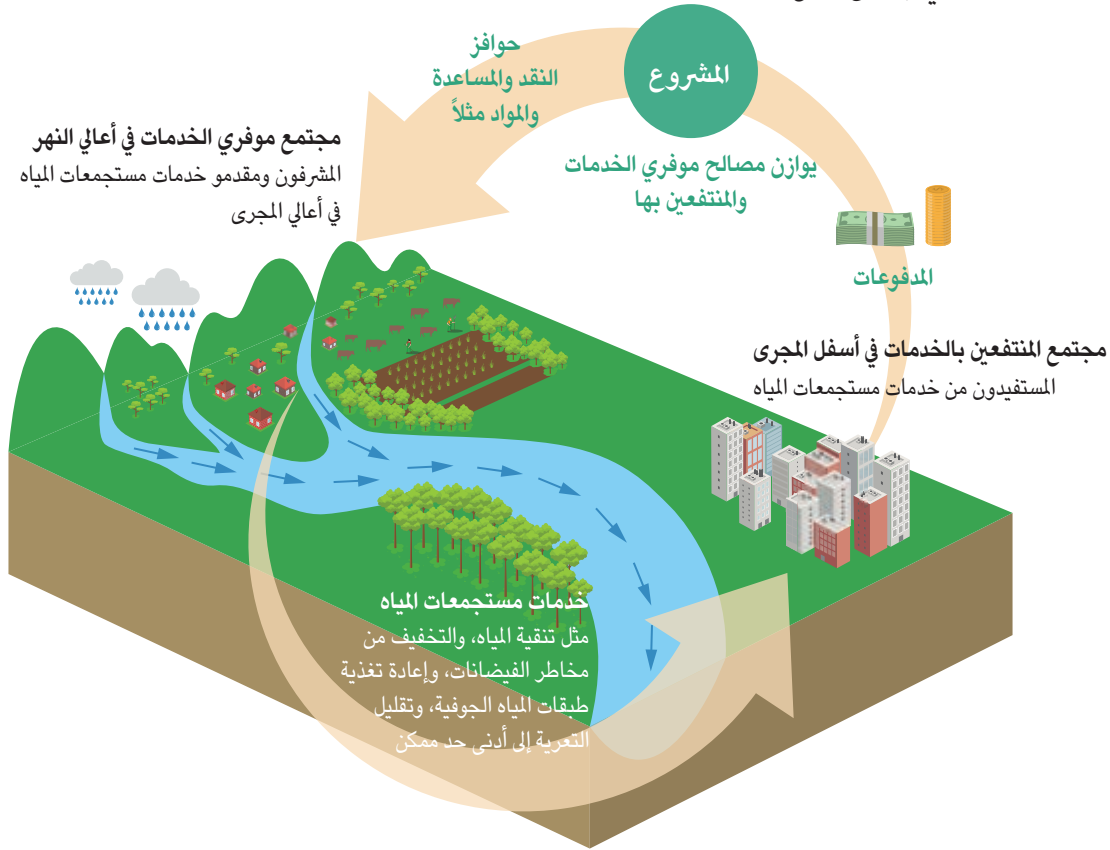 المشروع
حوافز
النقد والمساعدة
والمواد مثلاً
يوازن مصالح موفري الخدمات
والمنتفعين بها
مجتمع موفري الخدمات في أعالي النهر
المشرفون ومقدمو خدمات مستجمعات المياه
في أعالي المجرى
المدفوعات
مجتمع المنتفعين بالخدمات في أسفل المجرى
المستفيدون من خدمات مستجمعات المياه
خدمات مستجمعات المياه
مثل تنقية المياه، والتخفيف من
مخاطر الفيضانات، وإعادة تغذية
طبقات المياه الجوفية، وتقليل
التعرية إلى أدنى حد ممكن